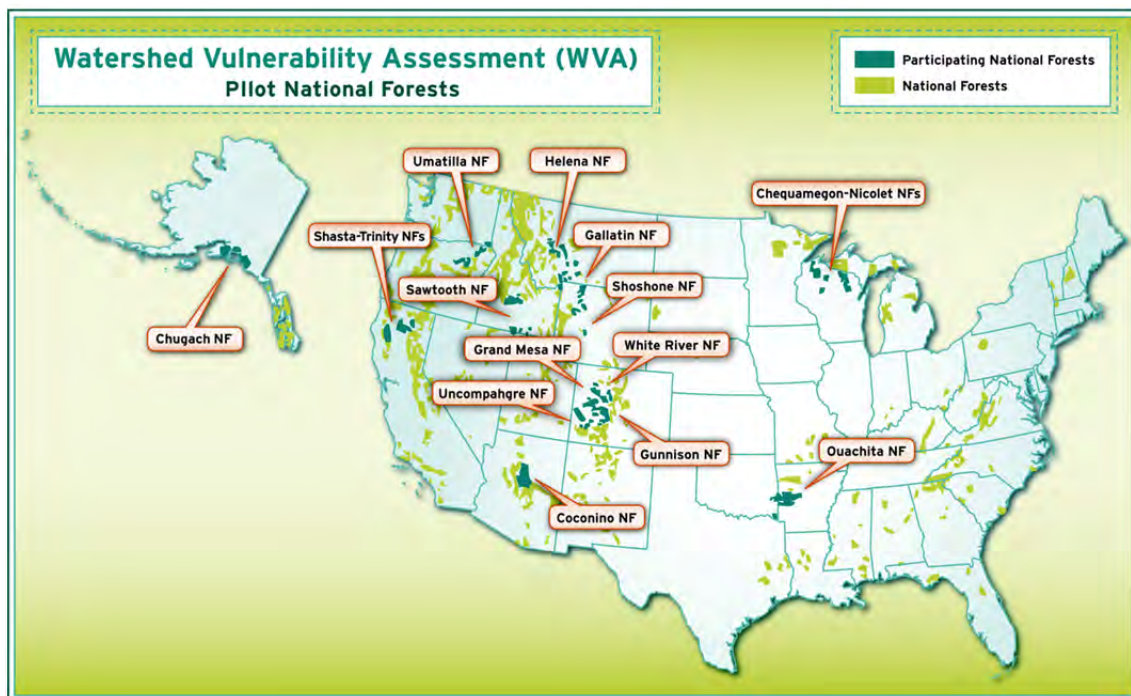 Watershed Vulnerability Assessment (WVA)
PIlot National Forests
Participating National Forests
National Forests
Umatilla NF
Helena NF
Chequamegon-Nicolet NFs
Shasta-Trinity NFs
Gallatin NF
Sawtooth NF
Shoshone NF
Chugach NF
Grand Mesa NF
White River NF
Uncompahgre NF
Gunnison NF
Ouachita NF
Coconino NF